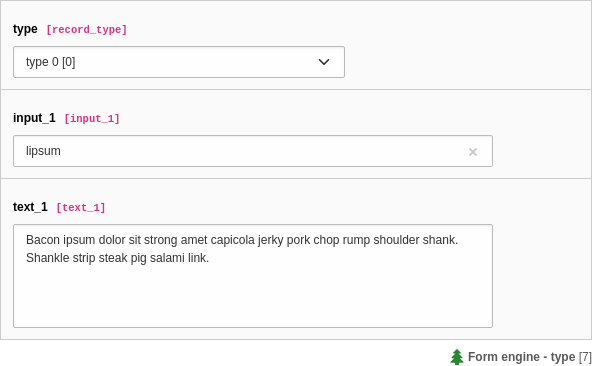 type [record_type]
type 0 [0]
input_1 [input_1]
lipsum
text_1 [text_1]
Bacon ipsum dolor sit strong amet capicola jerky pork chop rump shoulder shank.
Shankle strip steak pig salami link.
Form engine - type [7]